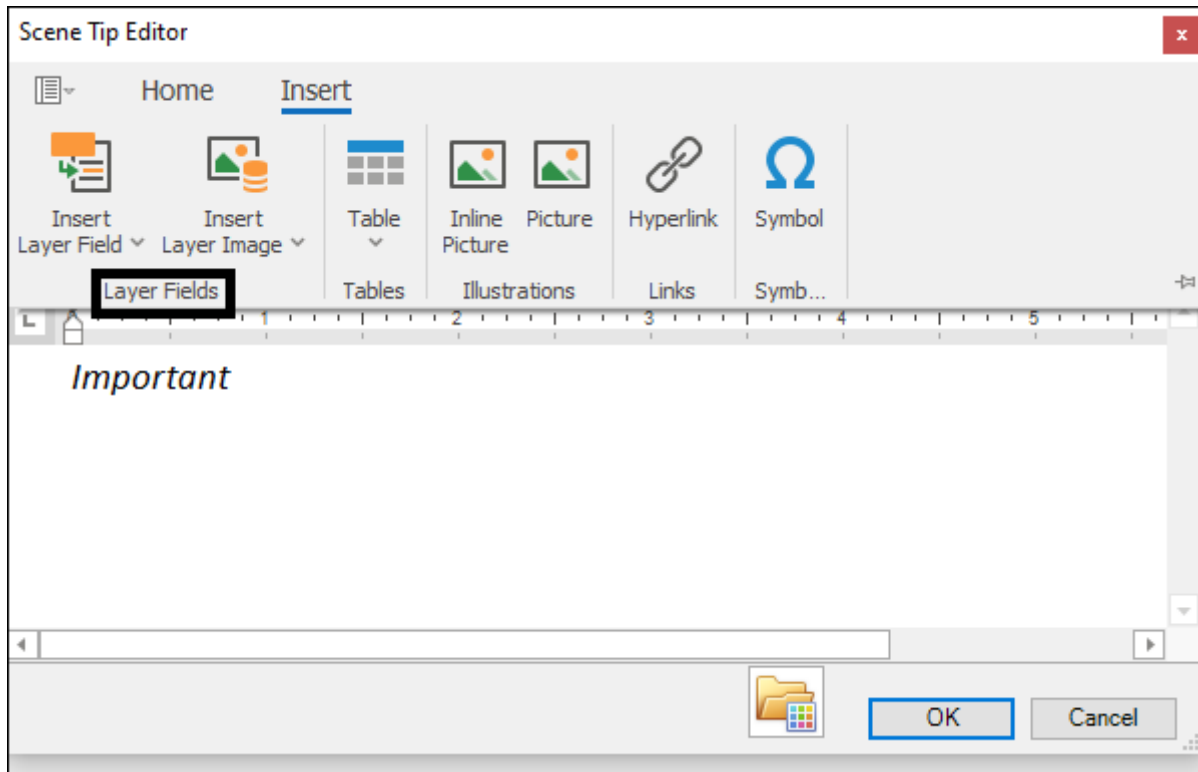 Scene Tip Editor
x
Home Insert
Insert Layer Field
Insert Layer Image
Table
Inline Picture
Picture
Hyperlink
Symbol
Layer Fields
Tables
Illustrations
Links
Symb...
1 2 3 4 5
Important
OK
Cancel